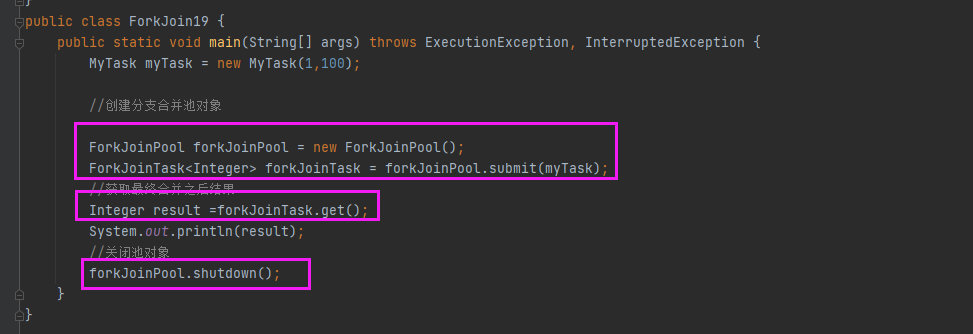 }
public class ForkJoin19 {
public static void main(String[] args) throws ExecutionException, InterruptedException {
MyTask myTask = new MyTask(1,100);
//创建分支合并池对象
ForkJoinPool forkJoinPool = new ForkJoinPool();
ForkJoinTask<Integer> forkJoinTask = forkJoinPool.submit(myTask);
//获取最终合并之后结果
Integer result =forkJoinTask.get();
System.out.println(result);
//关闭池对象
forkJoinPool.shutdown();
}
}